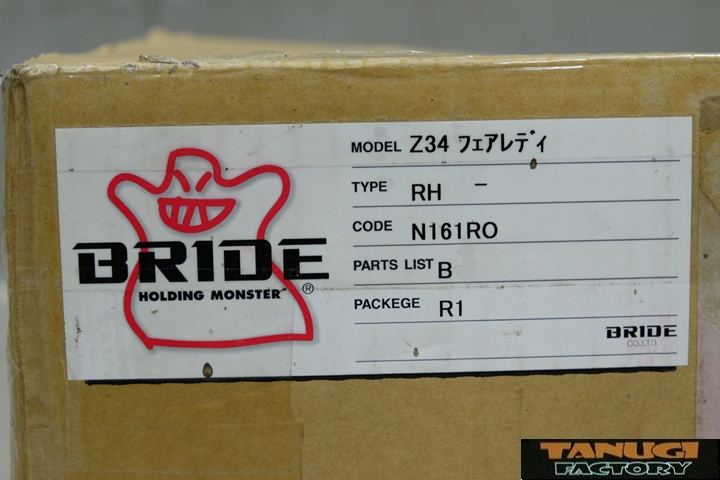 BRIDE
HOLDING MONSTER®
MODEL Z34 フェアレディ
TYPE RH -
CODE N161RO
PARTS LIST B
PACKEGE R1
BRIDE
CO.,LTD.
TANUGI
FACTORY